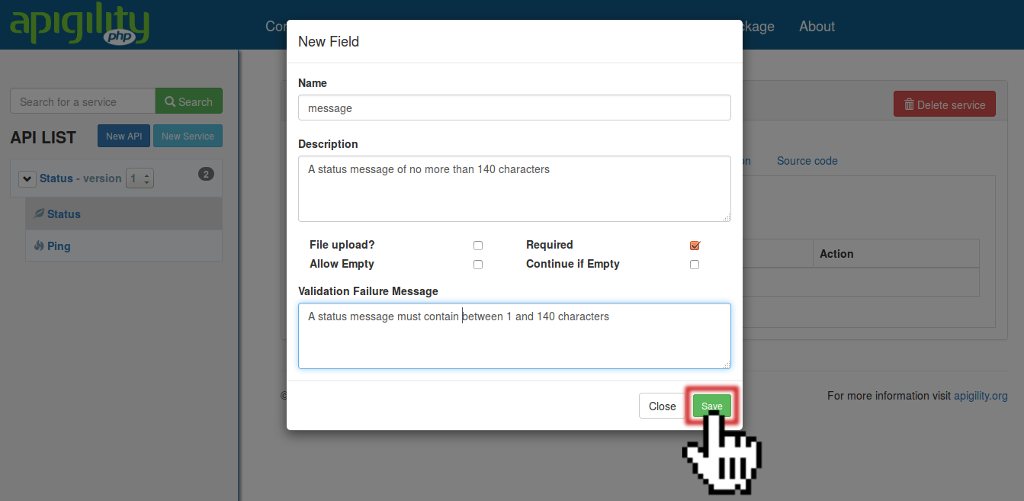 apigility
php
Co
kage
About
New Field
Name
message
Description
A status message of no more than 140 characters
File upload?
Required
Allow Empty
Continue if Empty
Validation Failure Message
A status message must contain between 1 and 140 characters
Close
Save
Search for a service
Search
API LIST
New API
New Service
Status - version
1
2
Status
Ping
Delete service
on
Source code
Action
©
For more information visit apigility.org